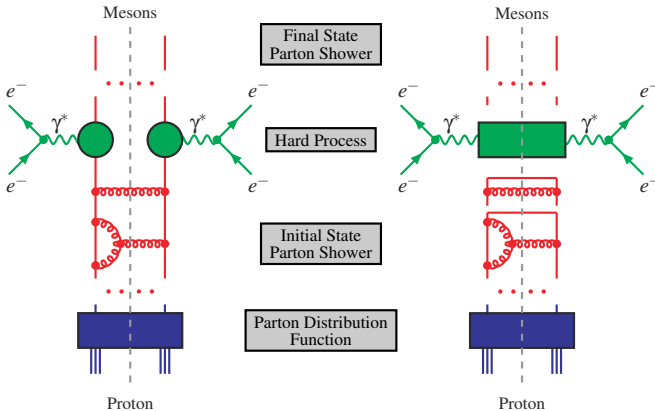 Mesons
Mesons
Final State
Parton Shower
e⁻
γ*
γ*
e⁻
e⁻
γ*
γ*
e⁻
Hard Process
e⁻
e⁻
e⁻
e⁻
Initial State
Parton Shower
Parton Distribution
Function
Proton
Proton